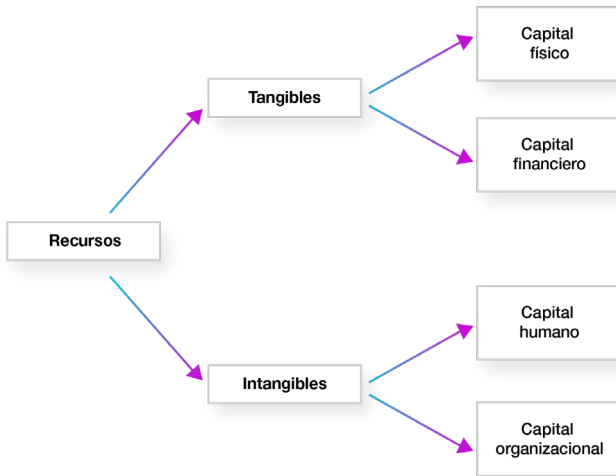 Capital
físico
Tangibles
Capital
financiero
Recursos
Capital
humano
Intangibles
Capital
organizacional